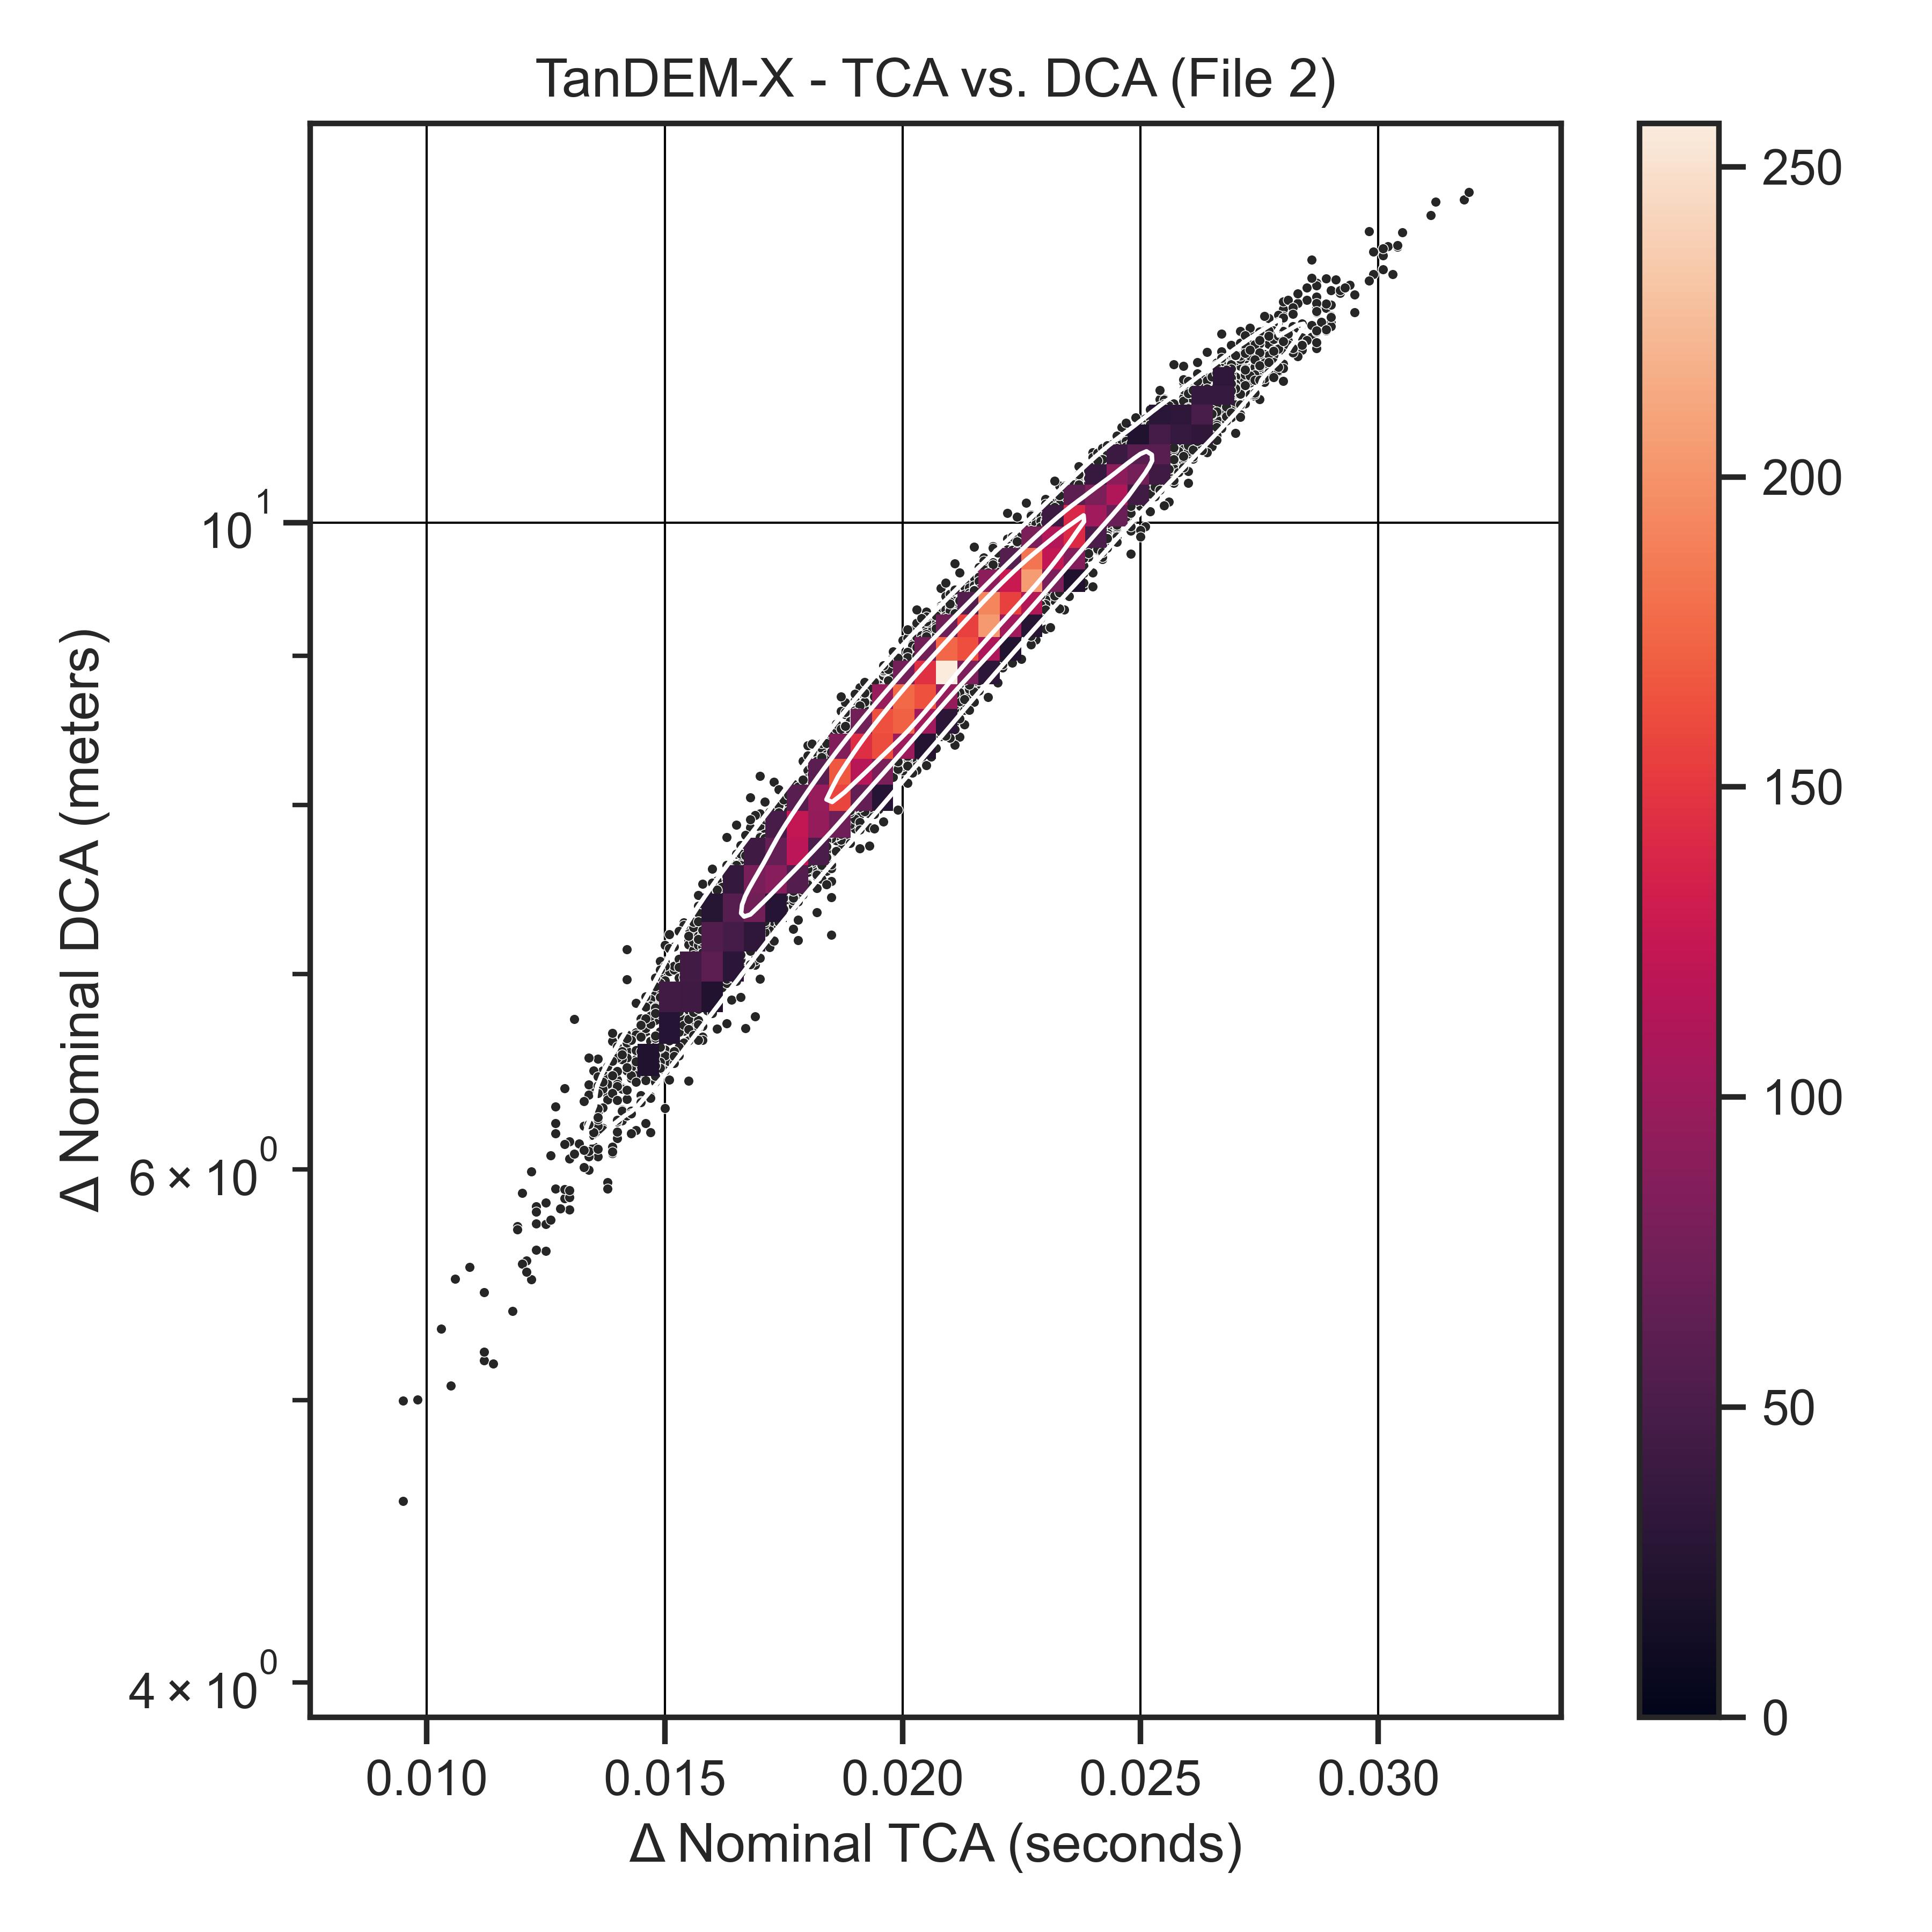 TanDEM-X - TCA vs. DCA (File 2)
Δ Nominal DCA (meters)
10¹
6 × 10⁰
4 × 10⁰
0.010 0.015 0.020 0.025 0.030
Δ Nominal TCA (seconds)
250
200
150
100
50
0